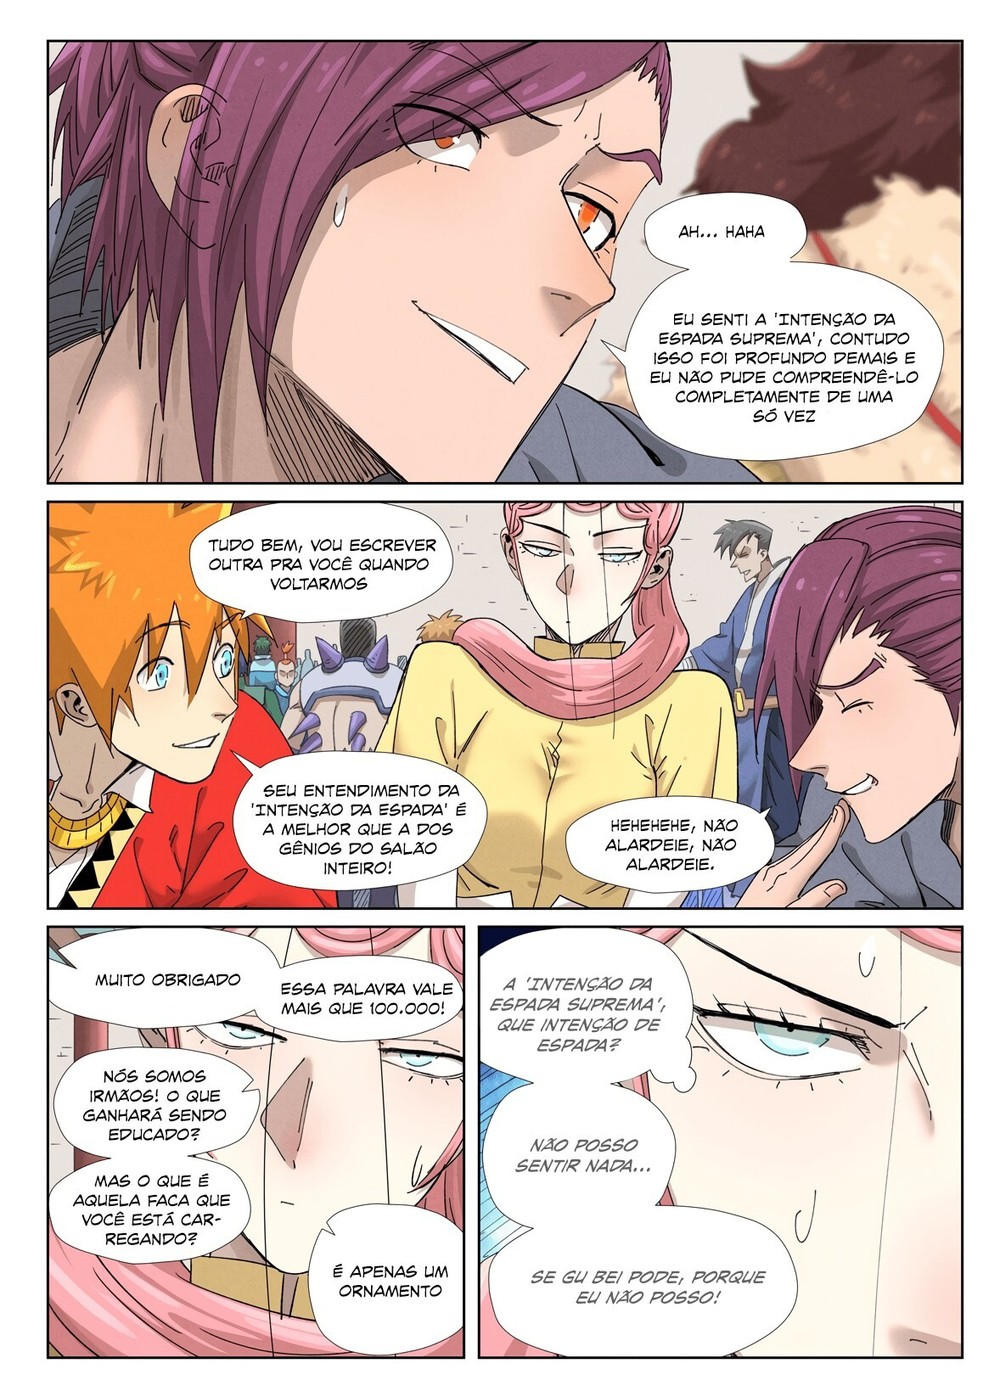 AH... HAHA
EU SENTI A 'INTENÇÃO DA
ESPADA SUPREMA', CONTUDO
ISSO FOI PROFUNDO DEMAIS E
EU NÃO PUDE COMPREENDÊ-LO
COMPLETAMENTE DE UMA
SÓ VEZ
TUDO BEM, VOU ESCREVER
OUTRA PRA VOCÊ QUANDO
VOLTARMOS
SEU ENTENDIMENTO DA
'INTENÇÃO DA ESPADA' É
A MELHOR QUE A DOS
GÊNIOS DO SALÃO
INTEIRO!
HEHEHEHE, NÃO
ALARDEIE, NÃO
ALARDEIE.
MUITO OBRIGADO
ESSA PALAVRA VALE
MAIS QUE 100.000!
NÓS SOMOS
IRMÃOS! O QUE
GANHARÁ SENDO
EDUCADO?
MAS O QUE É
AQUELA FACA QUE
VOCÊ ESTÁ CAR-
REGANDO?
É APENAS UM
ORNAMENTO
A 'INTENÇÃO DA
ESPADA SUPREMA',
QUE INTENÇÃO DE
ESPADA?
NÃO POSSO
SENTIR NADA...
SE GU BEI PODE, PORQUE
EU NÃO POSSO!